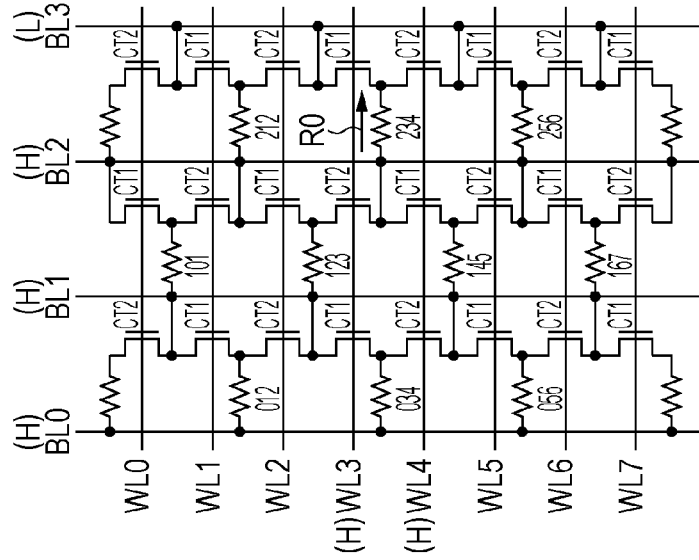 (H) BL0
(H) BL1
(H) BL2
(L) BL3
WL0
CT2
CT1
CT2
101
WL1
CT1
CT2
CT1
012
212
WL2
CT2
CT1
CT2
123
R0
(H) WL3
CT1
CT2
CT1
034
234
(H) WL4
CT2
CT1
CT2
145
WL5
CT1
CT2
CT1
056
256
WL6
CT2
CT1
CT2
167
WL7
CT1
CT2
CT1